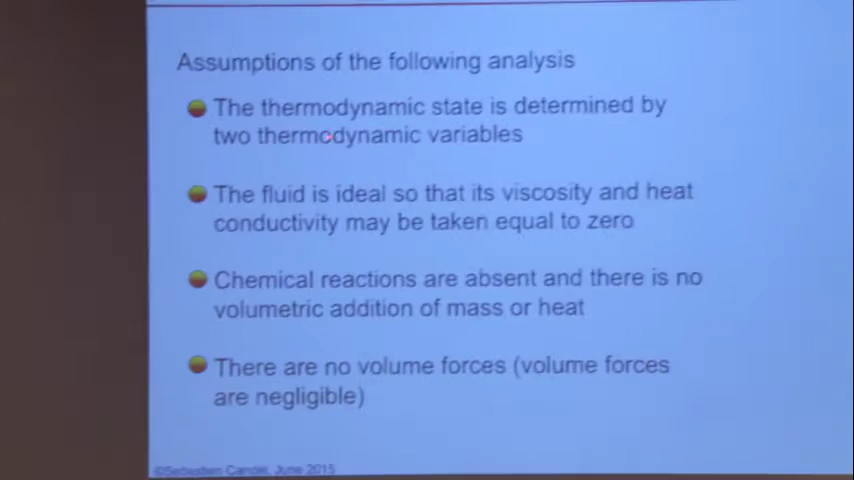 Assumptions of the following analysis
The thermodynamic state is determined by
two thermodynamic variables
The fluid is ideal so that its viscosity and heat
conductivity may be taken equal to zero
Chemical reactions are absent and there is no
volumetric addition of mass or heat
There are no volume forces (volume forces
are negligible)
©Sebastien Candel, June 2015